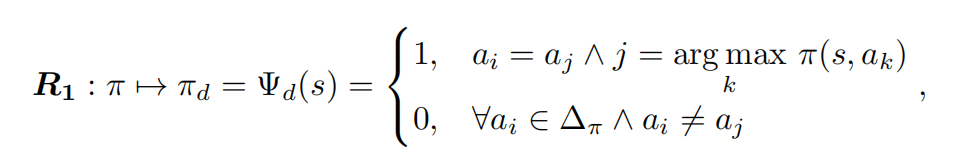 R₁ : π ↦ π_d = Ψ_d(s) = { 1, a_i = a_j ∧ j = arg max_k π(s, a_k)
0, ∀a_i ∈ Δ_π ∧ a_i ≠ a_j ,